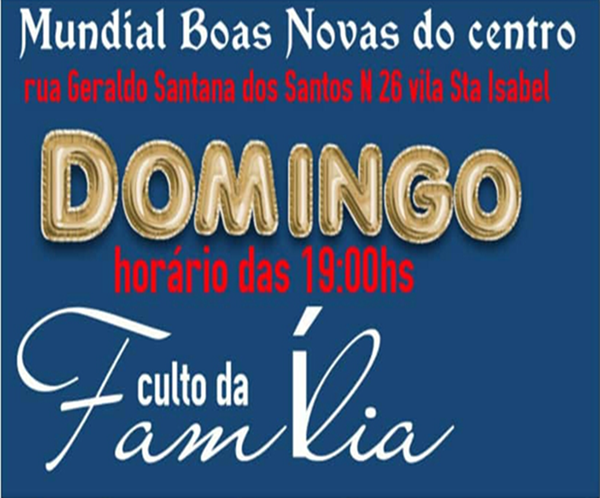 Mundial Boas Novas do centro
rua Geraldo Santana dos Santos N 26 vila Sta Isabel
DOMINGO
horário das 19:00hs
culto da
Família